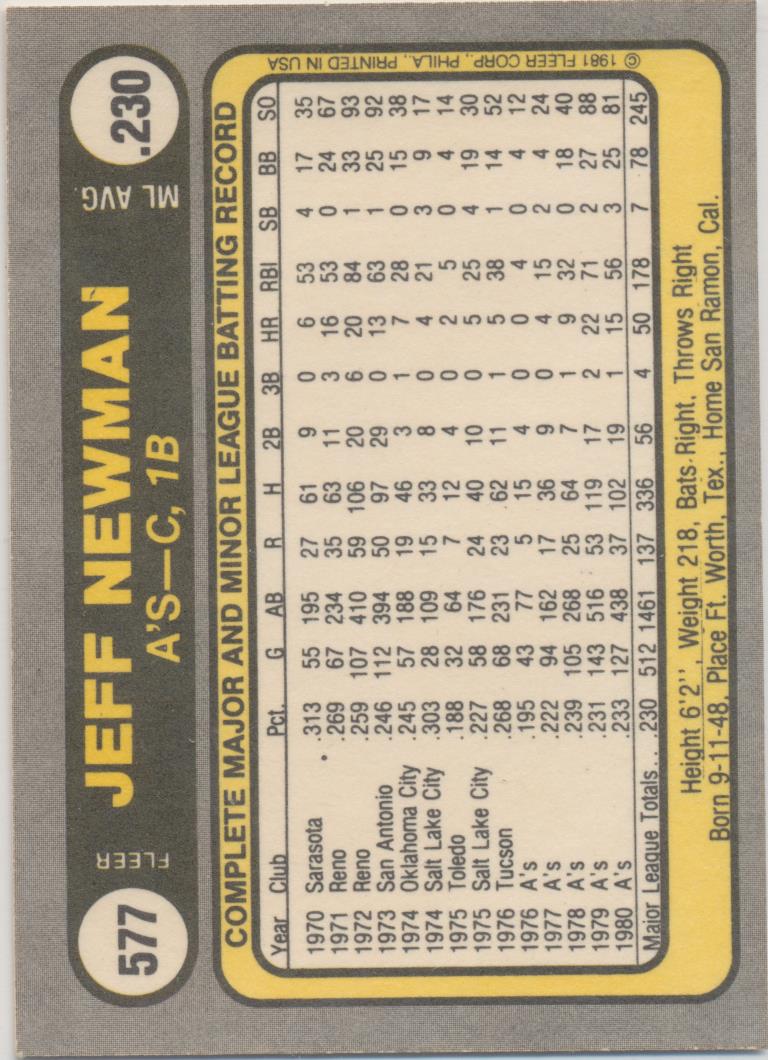 577
FLEER
JEFF NEWMAN
A'S—C, 1B
ML AVG.
.230
COMPLETE MAJOR AND MINOR LEAGUE BATTING RECORD
Year Club Pct. G AB R H 2B 3B HR RBI SB BB SO
1970 Sarasota .313 55 195 27 61 9 0 6 53 4 17 35
1971 Reno .269 67 234 35 63 11 3 16 53 0 24 67
1972 Reno .259 107 410 59 106 20 6 20 84 1 33 93
1973 San Antonio .246 112 394 50 97 29 0 13 63 1 25 92
1974 Oklahoma City .245 57 188 19 46 3 1 7 28 0 15 38
1974 Salt Lake City .303 28 109 15 33 8 0 4 21 3 9 17
1975 Toledo .188 32 64 7 12 4 0 2 5 0 4 14
1975 Salt Lake City .227 58 176 24 40 10 0 5 25 4 19 30
1976 Tucson .268 68 231 23 62 11 1 5 38 1 14 52
1976 A's .195 43 77 5 15 4 0 0 4 0 4 12
1977 A's .222 94 162 17 36 9 0 4 15 2 4 24
1978 A's .239 105 268 25 64 7 1 9 32 0 18 40
1979 A's .231 143 516 53 119 17 2 22 71 2 27 88
1980 A's .233 127 438 37 102 19 1 15 56 3 25 81
Major League Totals... .230 512 1461 137 336 56 4 50 178 7 78 245
Height 6'2'', Weight 218, Bats Right, Throws Right
Born 9-11-48, Place Ft. Worth, Tex., Home San Ramon, Cal.
© 1981 FLEER CORP., PHILA., PRINTED IN USA